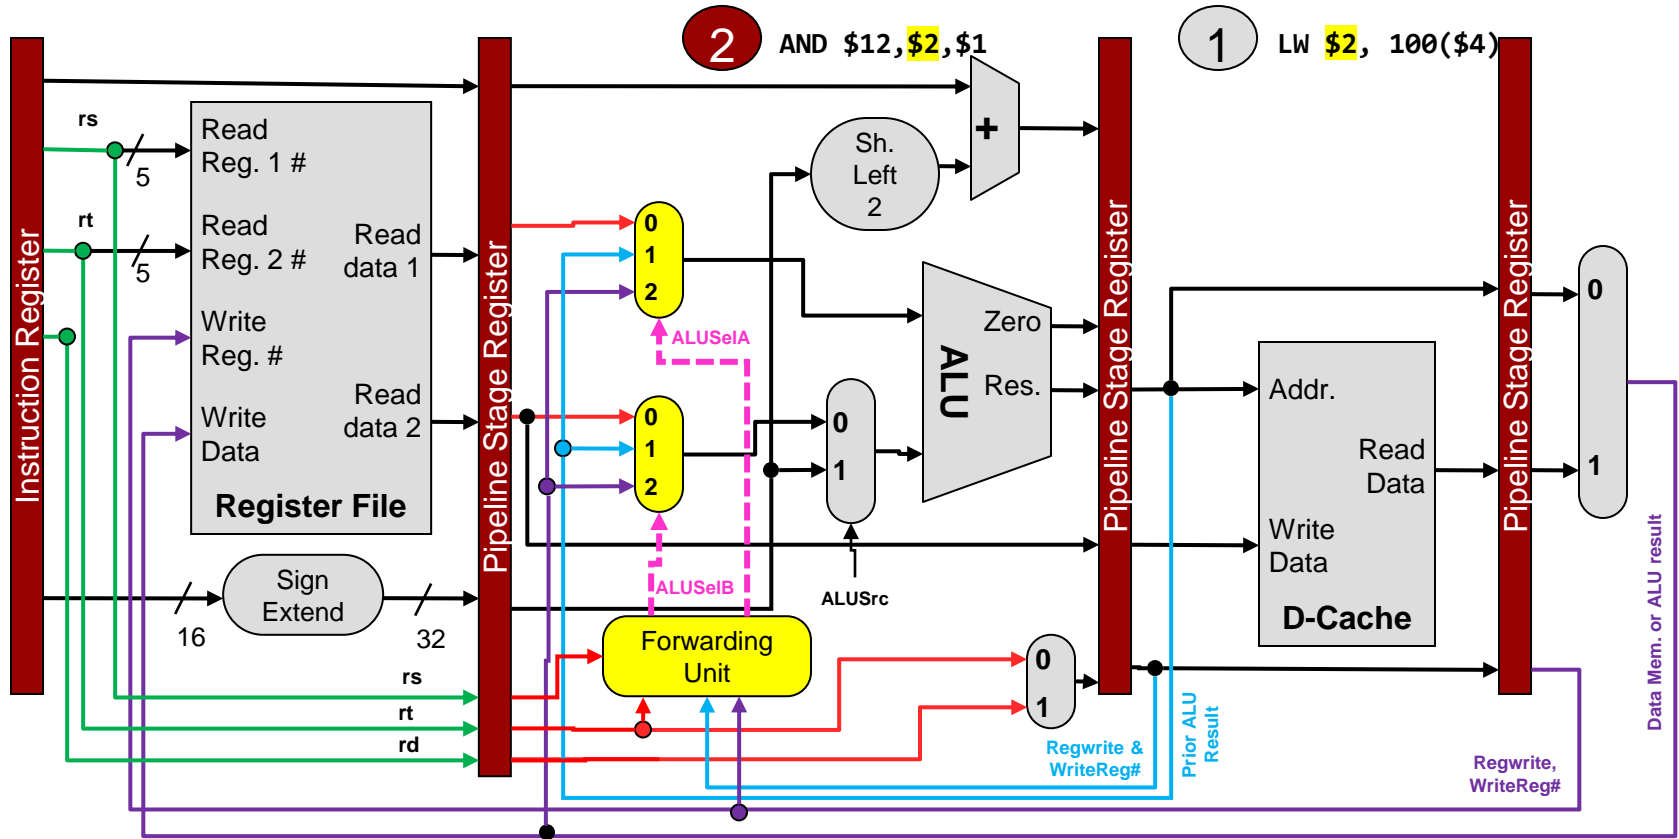 2
AND $12,$2,$1
1
LW $2, 100($4)
Instruction Register
rs
5
rt
5
Read
Reg. 1 #
Read
Reg. 2 #
Write
Reg. #
Write
Data
Read
data 1
Read
data 2
Register File
Sign
Extend
16
32
rs
rt
rd
Pipeline Stage Register
0
1
2
ALUSelA
0
1
2
ALUSelB
Forwarding
Unit
Sh.
Left
2
+
0
1
ALUSrc
ALU
Zero
Res.
0
1
Regwrite &
WriteReg#
Pipeline Stage Register
Prior ALU
Result
Addr.
Read
Data
Write
Data
D-Cache
Pipeline Stage Register
0
1
Regwrite,
WriteReg#
Data Mem. or ALU result